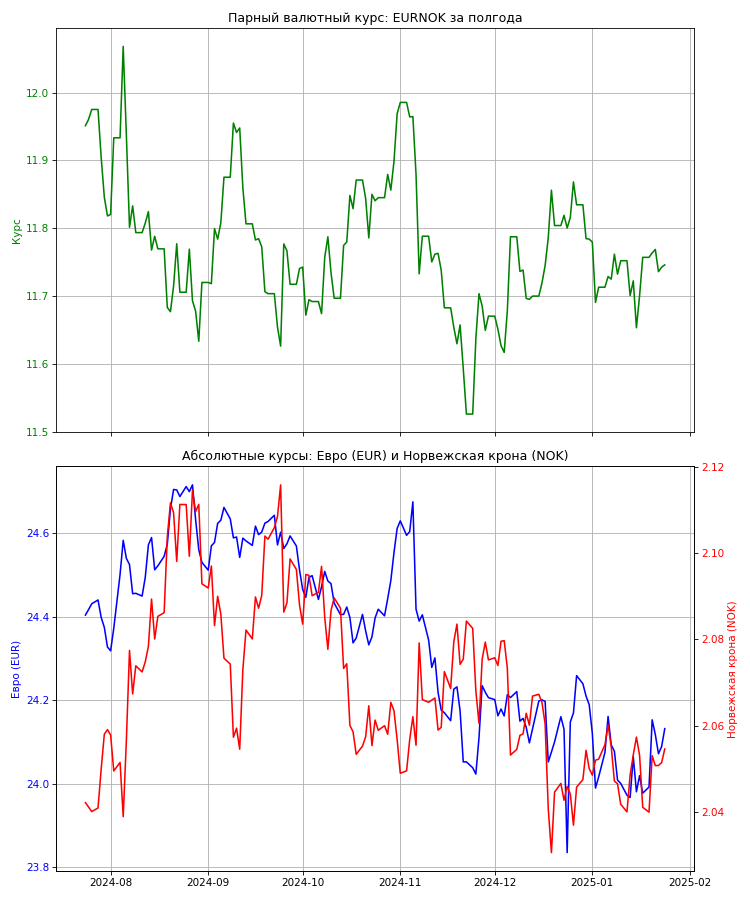 Парный валютный курс: EURNOK за полгода
12.0
11.9
11.8
11.7
11.6
11.5
Курс
Абсолютные курсы: Евро (EUR) и Норвежская крона (NOK)
24.6
24.4
24.2
24.0
23.8
Евро (EUR)
2.12
2.10
2.08
2.06
2.04
Норвежская крона (NOK)
2024-08 2024-09 2024-10 2024-11 2024-12 2025-01 2025-02